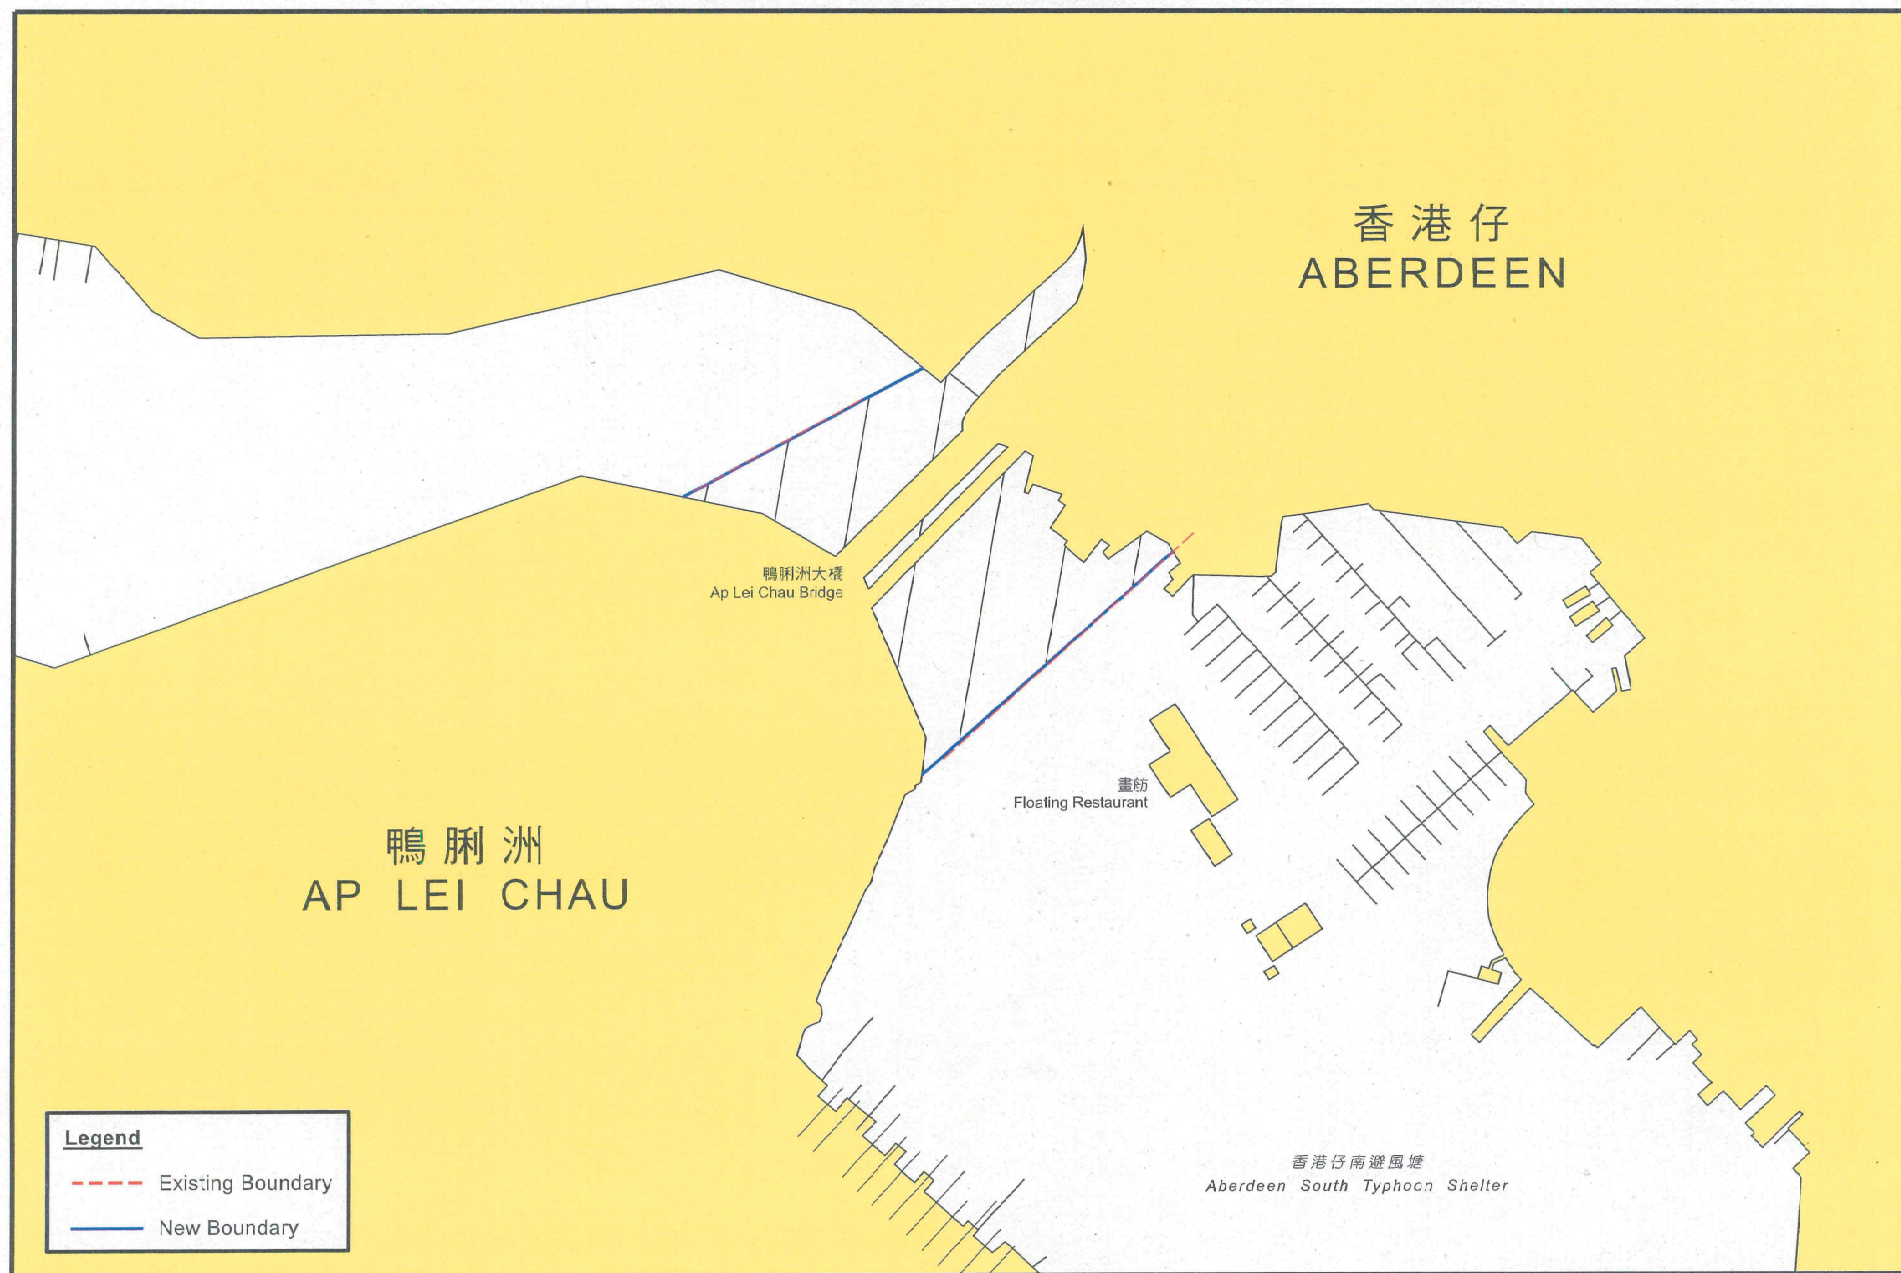 香港仔
ABERDEEN
鴨脷洲大橋
Ap Lei Chau Bridge
畫舫
Floating Restaurant
鴨脷洲
AP LEI CHAU
Legend
Existing Boundary
New Boundary
香港仔南避風塘
Aberdeen South Typhoon Shelter